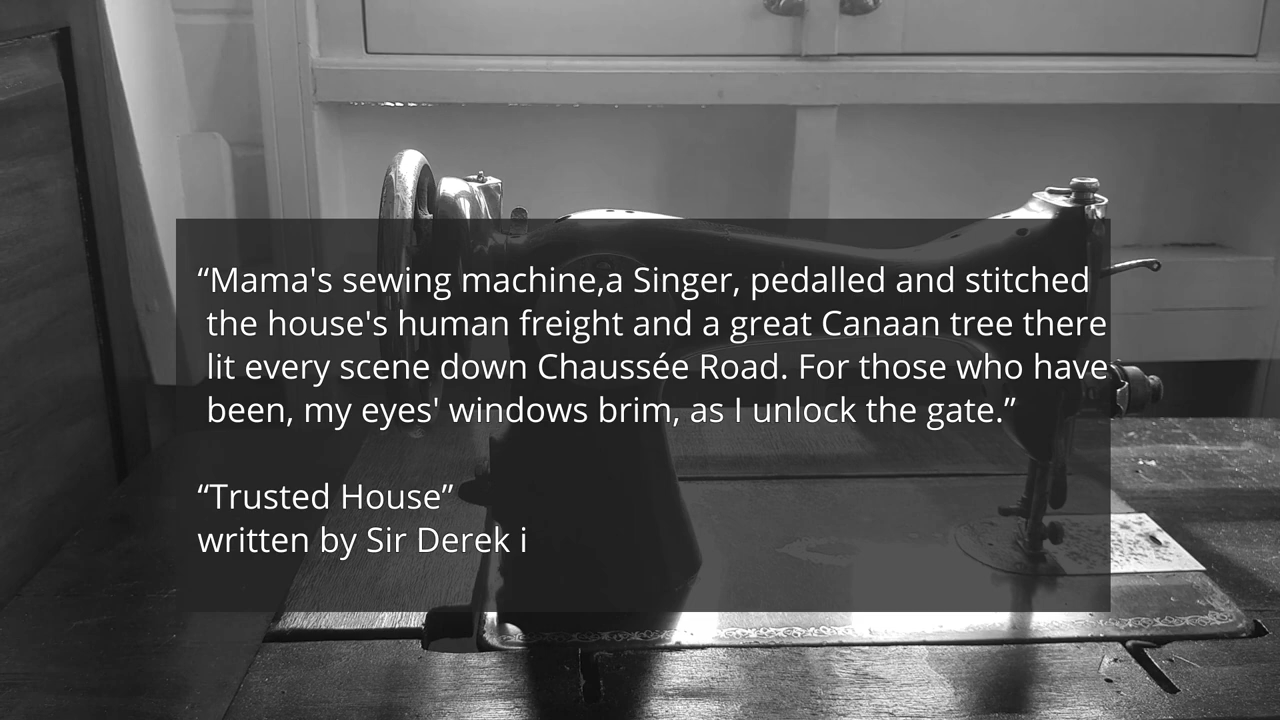 “Mama's sewing machine,a Singer, pedalled and stitched
the house's human freight and a great Canaan tree there
lit every scene down Chaussée Road. For those who have
been, my eyes' windows brim, as I unlock the gate.”
“Trusted House”
written by Sir Derek i